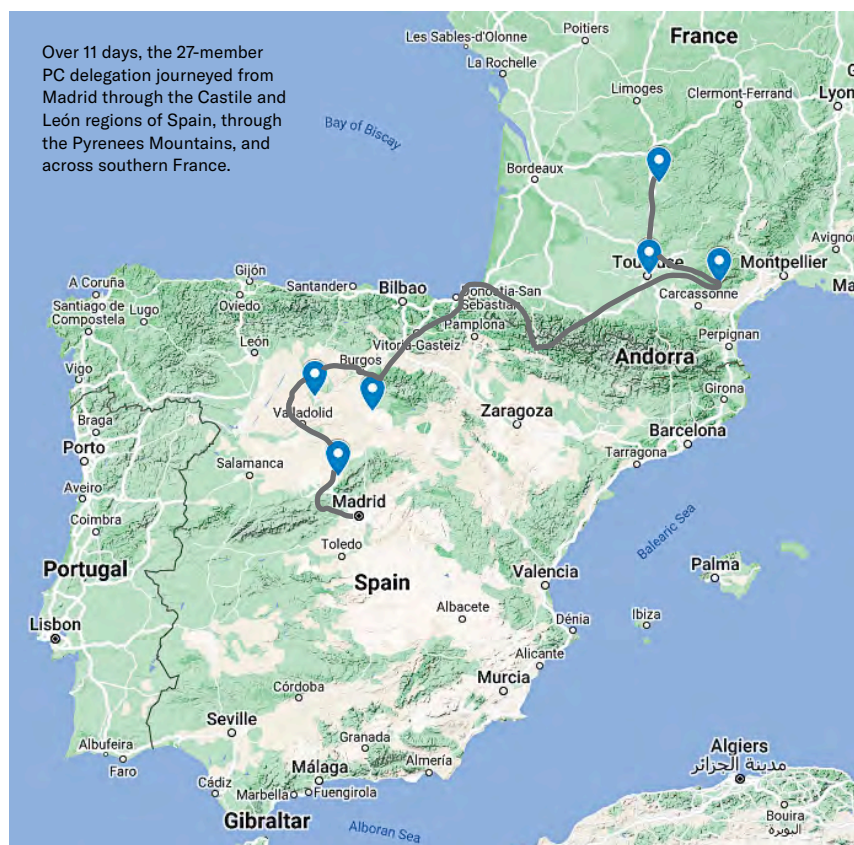 Over 11 days, the 27-member
PC delegation journeyed from
Madrid through the Castile and
León regions of Spain, through
the Pyrenees Mountains, and
across southern France.
Les Sables-d'Olonne
Poitiers
France
La Rochelle
Limoges
Clermont-Ferrand
Lyon
Bay of Biscay
Bordeaux
Avignon
Montpellier
Carcassonne
Ma
Perpignan
Andorra
Girona
A Coruña
Santiago de
Compostela
Lugo
Gijón
Oviedo
Santander
Bilbao
Donostia-San
Sebastián
Vitoria-Gasteiz
Pamplona
León
Burgos
Vigo
Valladolid
Zaragoza
Barcelona
Tarragona
Braga
Porto
Salamanca
Aveiro
Madrid
Coimbra
Toledo
Balearic Sea
Portugal
Spain
Valencia
Palma
Lisbon
Albacete
Dénia
Ibiza
Alicante
Murcia
Córdoba
Seville
Granada
Albufeira
Faro
Almería
Málaga
Cádiz
Marbella
Fuengirola
Gibraltar
Alboran Sea
Algiers
مدينة الجزائر
Bouira
البويرة